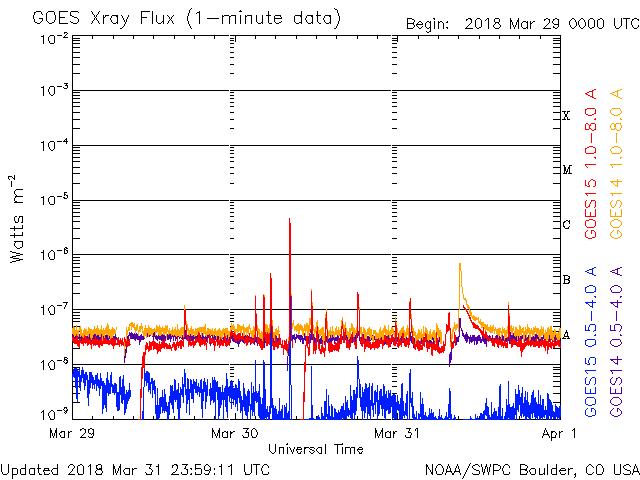 GOES Xray Flux (1-minute data)
Begin: 2018 Mar 29 0000 UTC
10-2
10-3
10-4
10-5
10-6
10-7
10-8
10-9
Watts m-2
X
M
C
B
A
GOES15 1.0-8.0 A
GOES14 1.0-8.0 A
GOES15 0.5-4.0 A
GOES14 0.5-4.0 A
Mar 29
Mar 30
Mar 31
Apr 1
Universal Time
Updated 2018 Mar 31 23:59:11 UTC
NOAA/SWPC Boulder, CO USA